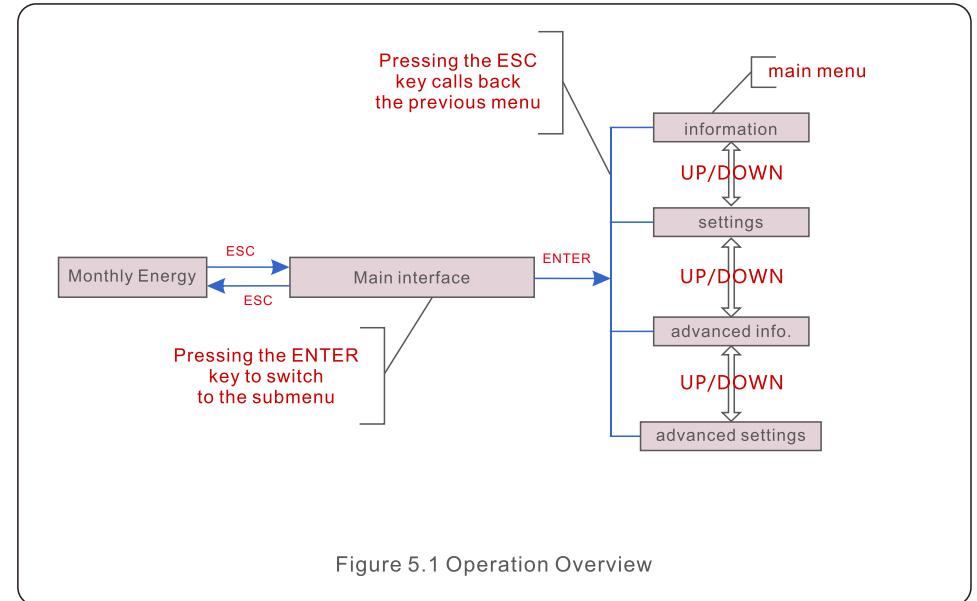 Pressing the ESC
key calls back
the previous menu
main menu
information
UP/DOWN
settings
ESC
ENTER
Monthly Energy
Main interface
UP/DOWN
ESC
advanced info.
Pressing the ENTER
key to switch
to the submenu
UP/DOWN
advanced settings
Figure 5.1 Operation Overview